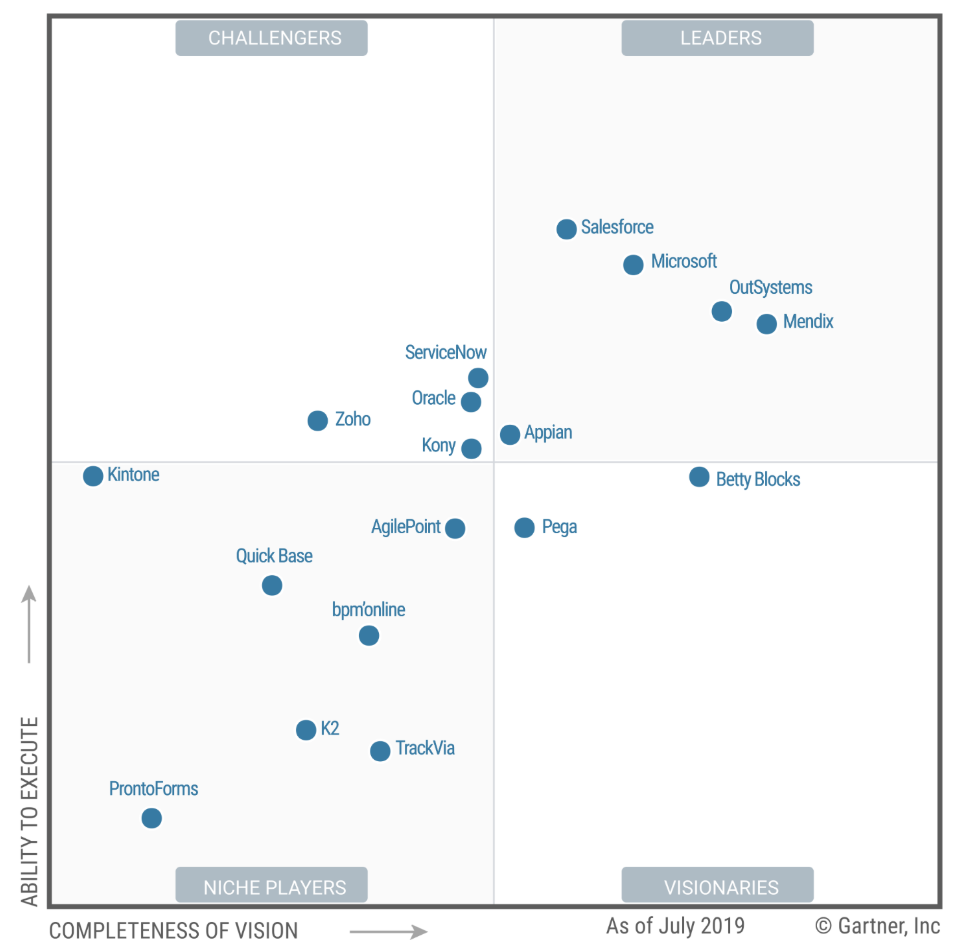 CHALLENGERS
LEADERS
Salesforce
Microsoft
OutSystems
Mendix
ServiceNow
Oracle
Zoho
Appian
Kony
Kintone
Betty Blocks
AgilePoint
Pega
Quick Base
bpm'online
K2
TrackVia
ProntoForms
NICHE PLAYERS
VISIONARIES
ABILITY TO EXECUTE
COMPLETENESS OF VISION
As of July 2019
© Gartner, Inc